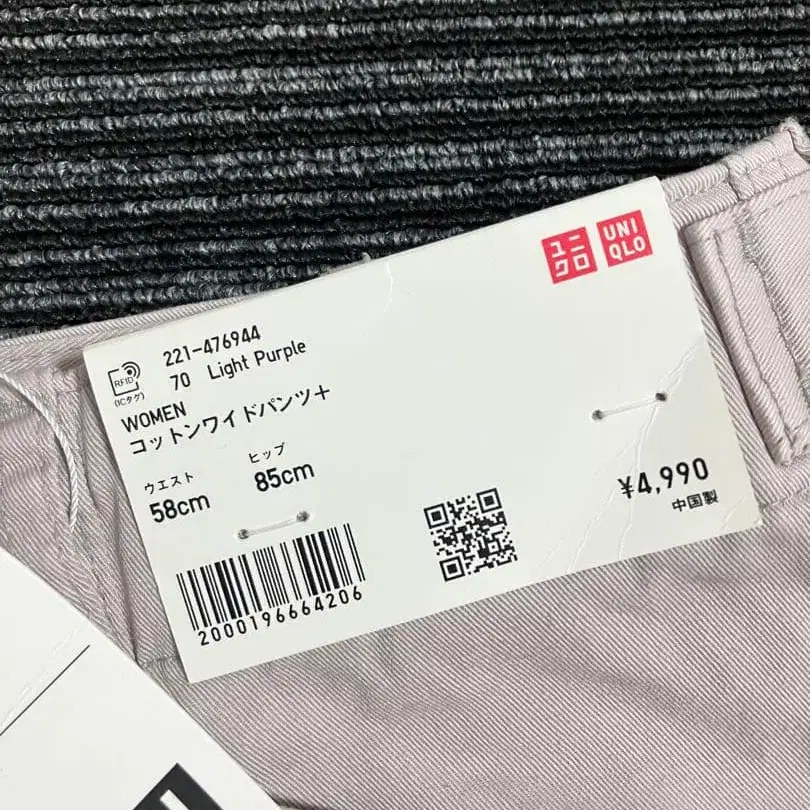 ユニ
クロ
UNI
QLO
RFID
(ICタグ)
221-476944
70 Light Purple
WOMEN
コットンワイドパンツ+
ウエスト
ヒップ
58cm
85cm
¥4,990
中国製
2000196664206